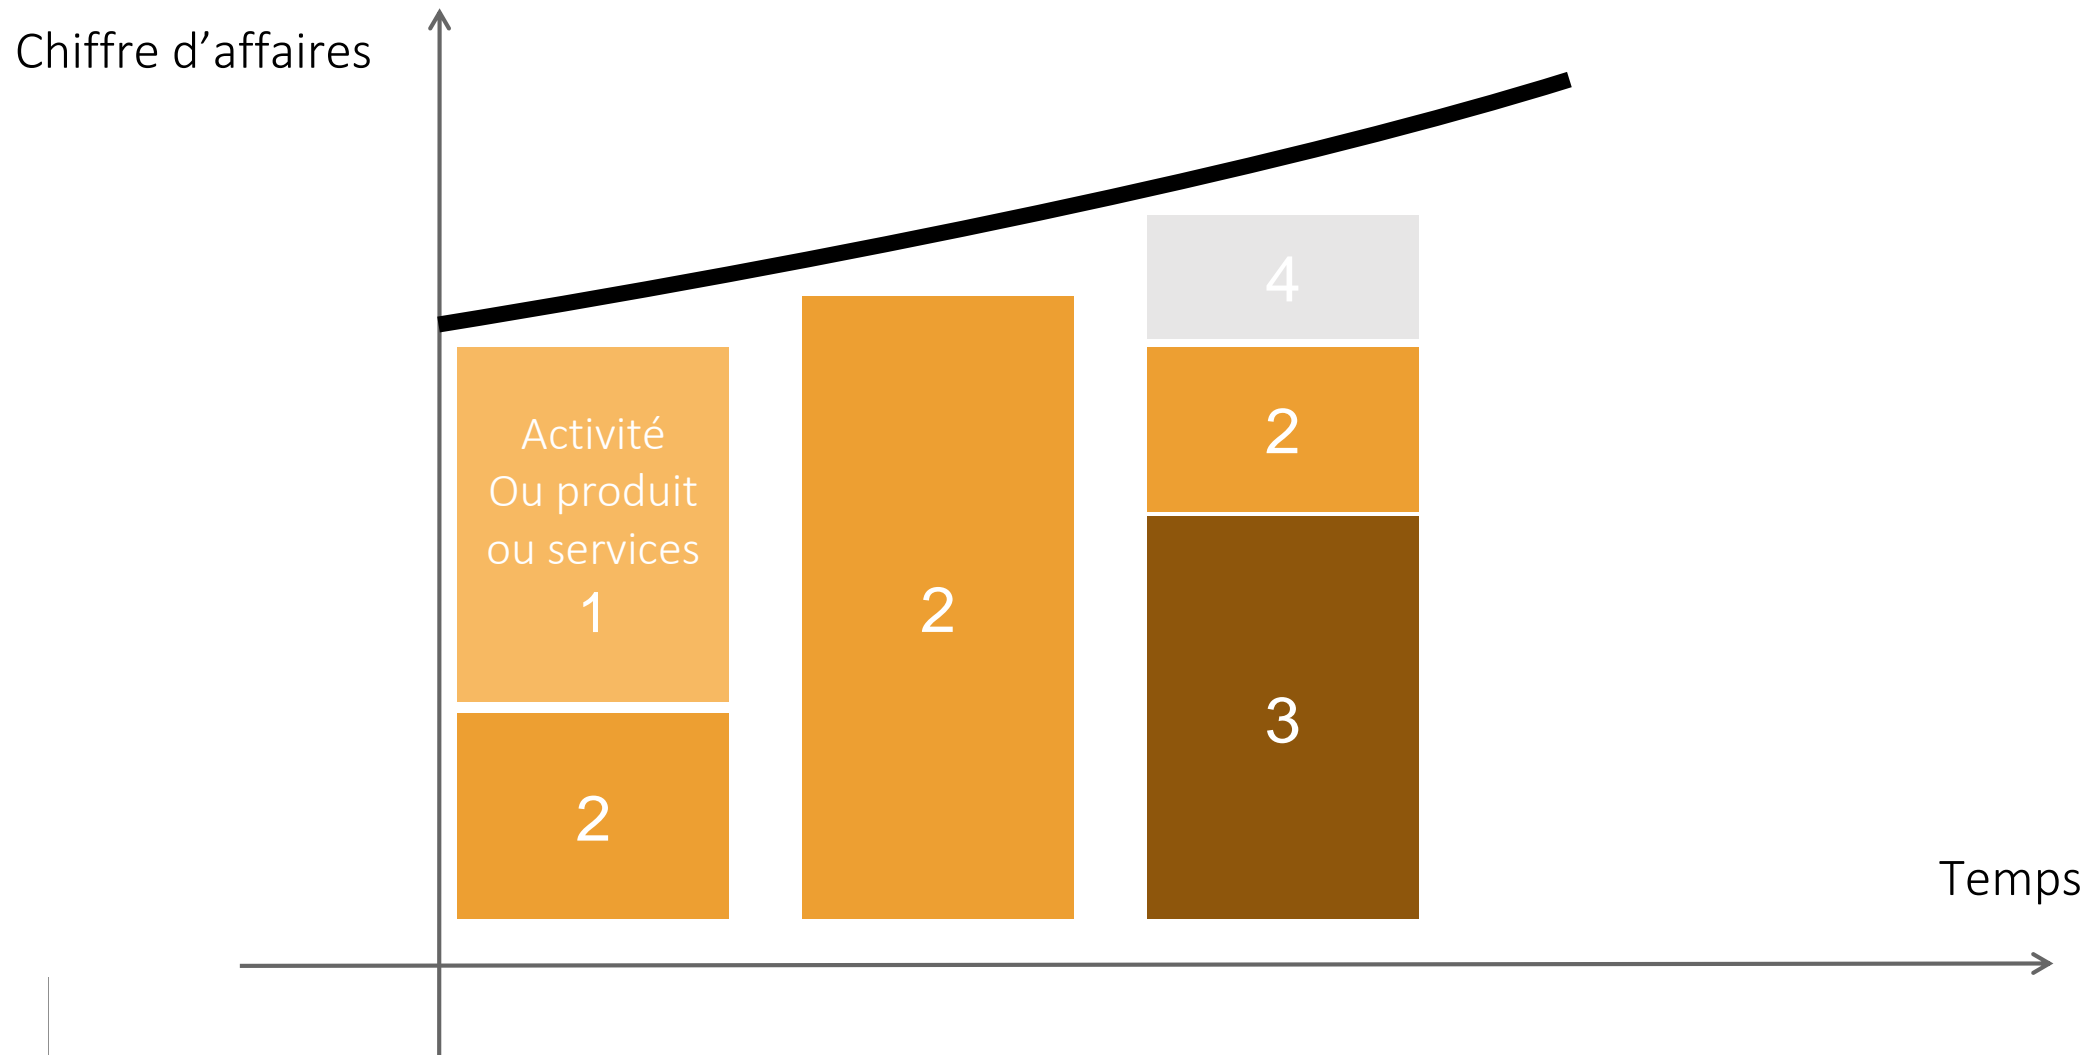 Chiffre d’affaires
Activité
Ou produit
ou services
1
2
2
4
2
3
Temps